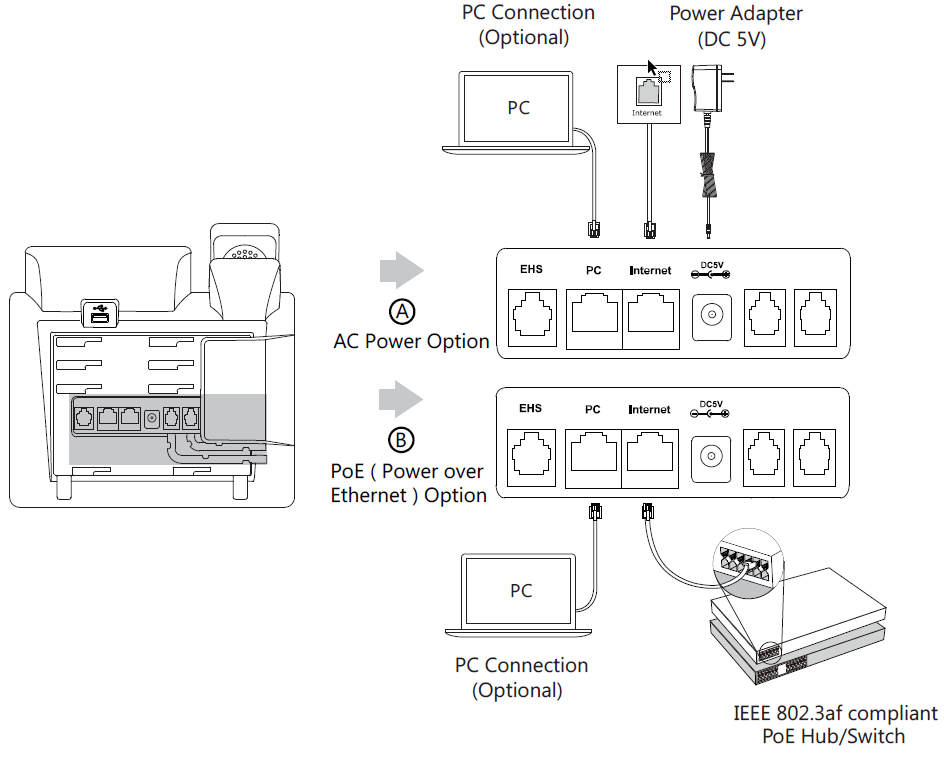 PC Connection
(Optional)
Power Adapter
(DC 5V)
PC
Internet
EHS
PC
Internet
DC5V
A
AC Power Option
EHS
PC
Internet
DC5V
B
PoE ( Power over
Ethernet ) Option
PC
PC Connection
(Optional)
IEEE 802.3af compliant
PoE Hub/Switch